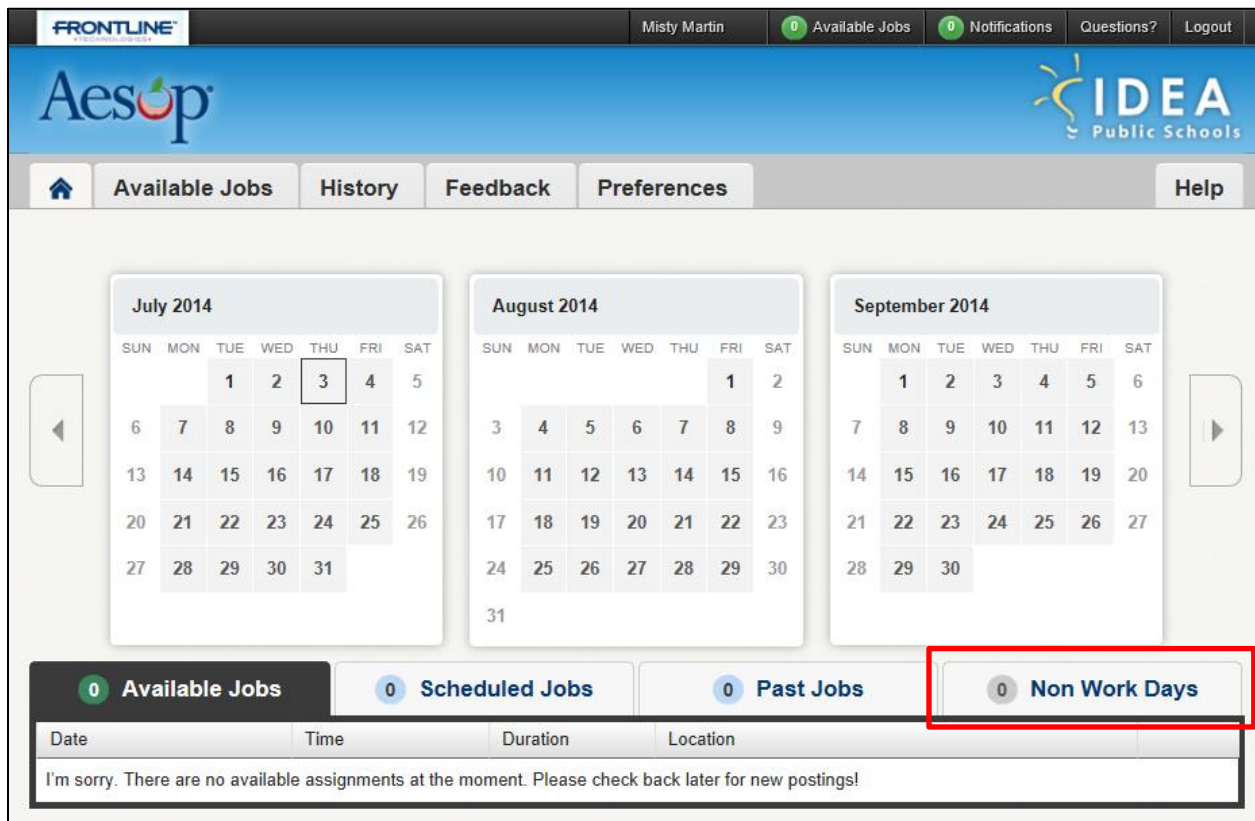 FRONTLINE TECHNOLOGIES Misty Martin 0 Available Jobs 0 Notifications Questions? Logout
Aesop IDEA Public Schools
Available Jobs History Feedback Preferences Help
July 2014 August 2014 September 2014
SUN MON TUE WED THU FRI SAT SUN MON TUE WED THU FRI SAT SUN MON TUE WED THU FRI SAT
1 2 3 4 5 1 2 1 2 3 4 5 6
6 7 8 9 10 11 12 3 4 5 6 7 8 9 7 8 9 10 11 12 13
13 14 15 16 17 18 19 10 11 12 13 14 15 16 14 15 16 17 18 19 20
20 21 22 23 24 25 26 17 18 19 20 21 22 23 21 22 23 24 25 26 27
27 28 29 30 31 24 25 26 27 28 29 30 28 29 30
31
0 Available Jobs 0 Scheduled Jobs 0 Past Jobs 0 Non Work Days
Date Time Duration Location
I'm sorry. There are no available assignments at the moment. Please check back later for new postings!